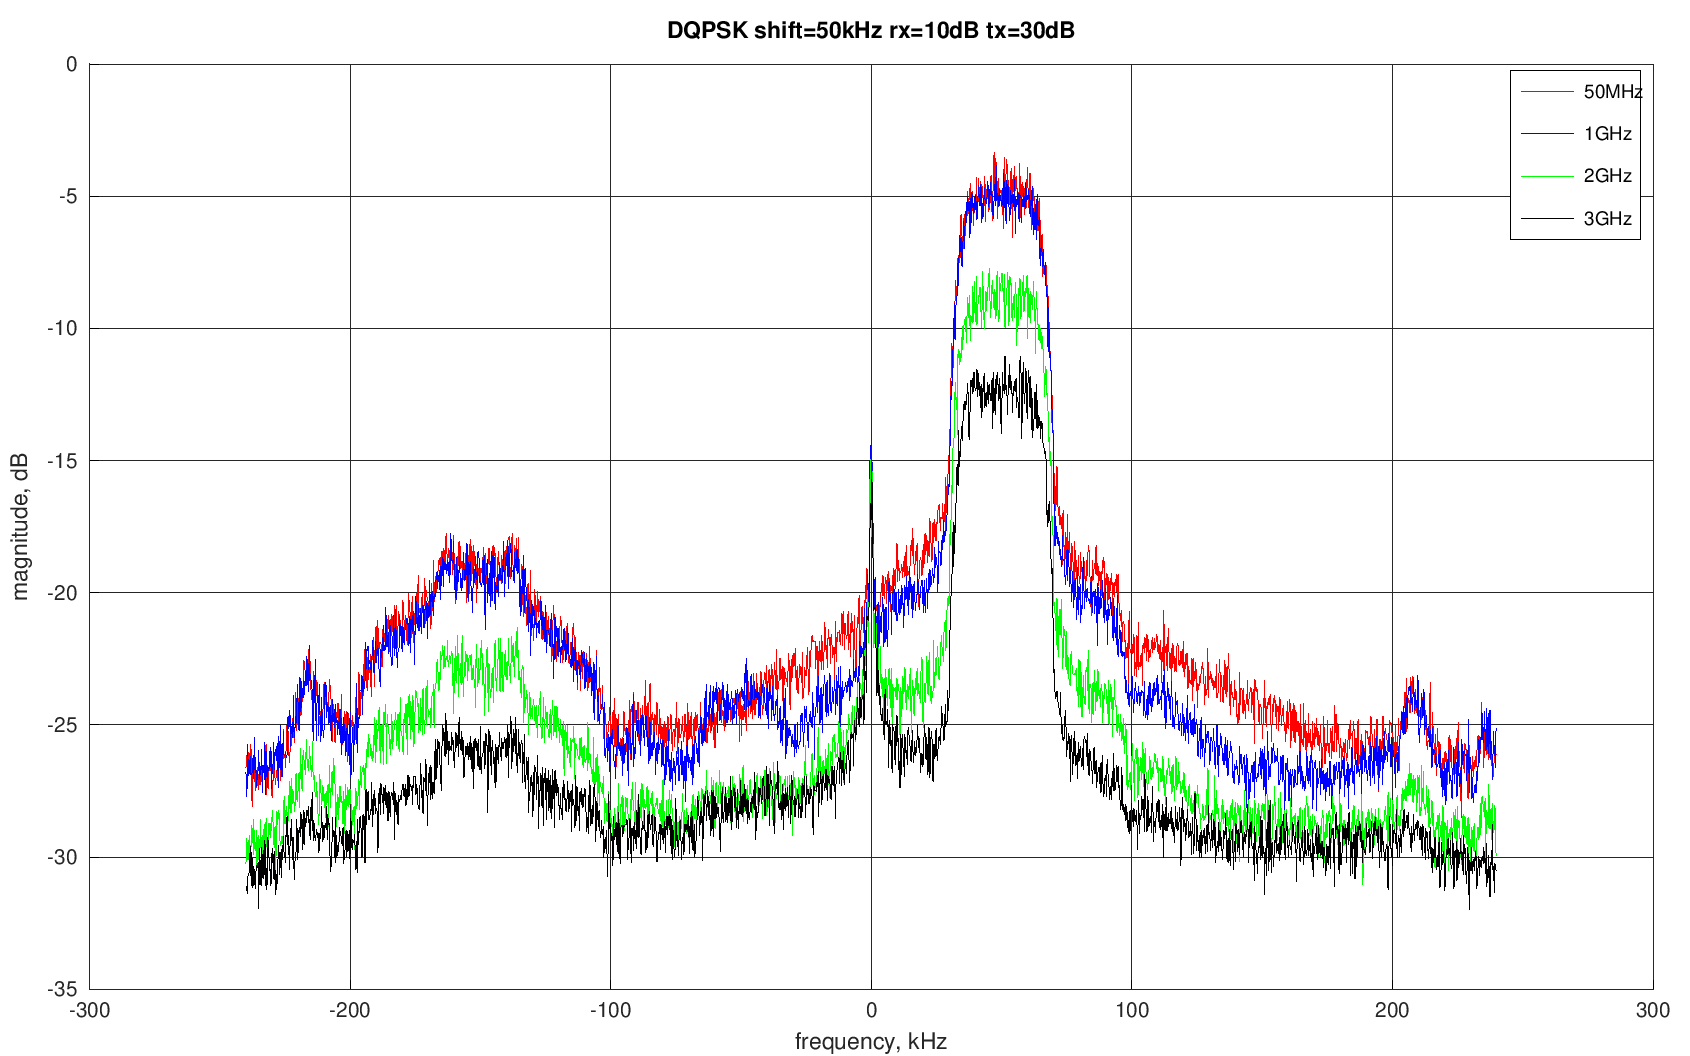 DQPSK shift=50kHz rx=10dB tx=30dB
0
-5
-10
-15
-20
-25
-30
-35
magnitude, dB
50MHz
1GHz
2GHz
3GHz
-300
-200
-100
0
100
200
300
frequency, kHz